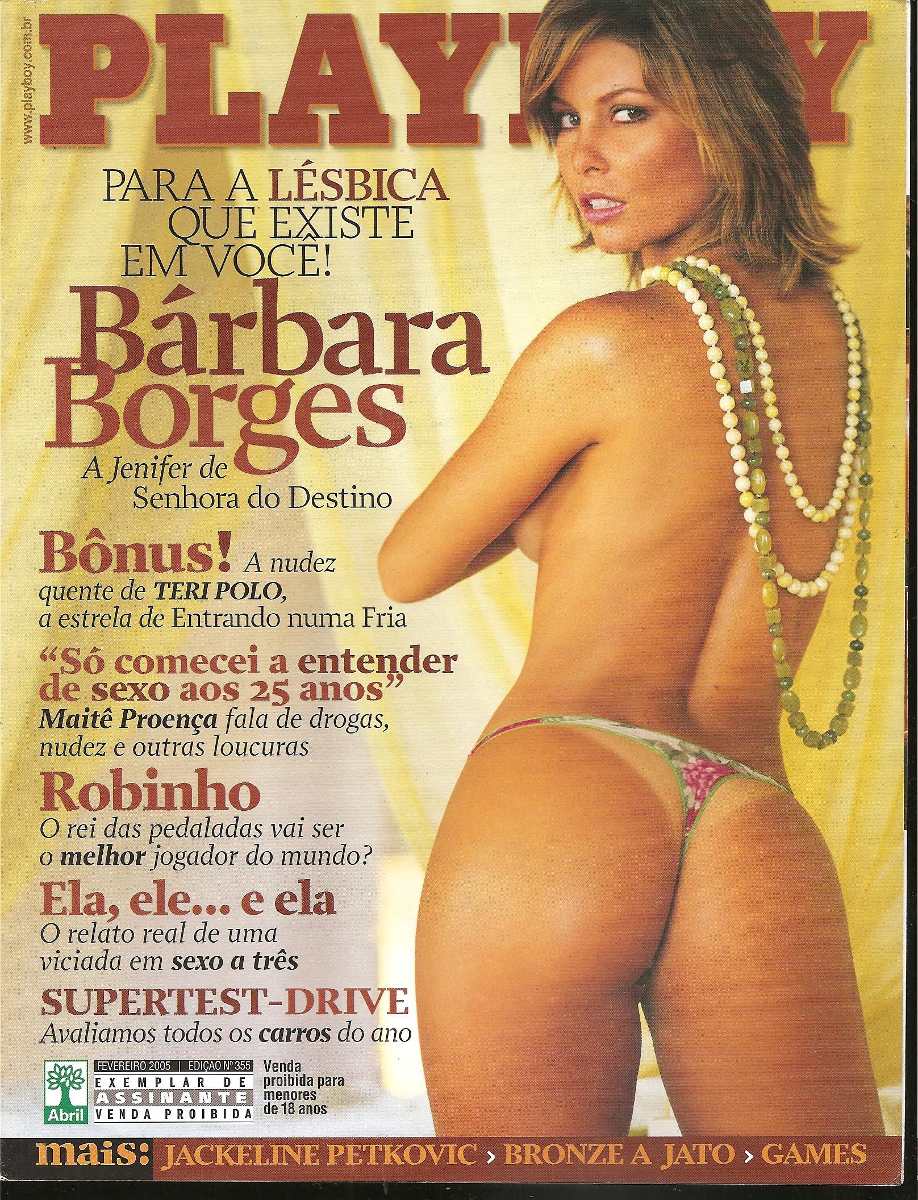 www.playboy.com.br
PLAYBOY
PARA A LÉSBICA
QUE EXISTE
EM VOCÊ!
Bárbara
Borges
A Jenifer de
Senhora do Destino
Bônus! A nudez
quente de TERI POLO,
a estrela de Entrando numa Fria
“Só comecei a entender
de sexo aos 25 anos”
Maitê Proença fala de drogas,
nudez e outras loucuras
Robinho
O rei das pedaladas vai ser
o melhor jogador do mundo?
Ela, ele... e ela
O relato real de uma
viciada em sexo a três
SUPERTEST-DRIVE
Avaliamos todos os carros do ano
Abril
FEVEREIRO 2005 | EDIÇÃO Nº 355
EXEMPLAR DE
ASSINANTE
VENDA PROIBIDA
Venda
proibida para
menores
de 18 anos
mais: JACKELINE PETKOVIC > BRONZE A JATO > GAMES